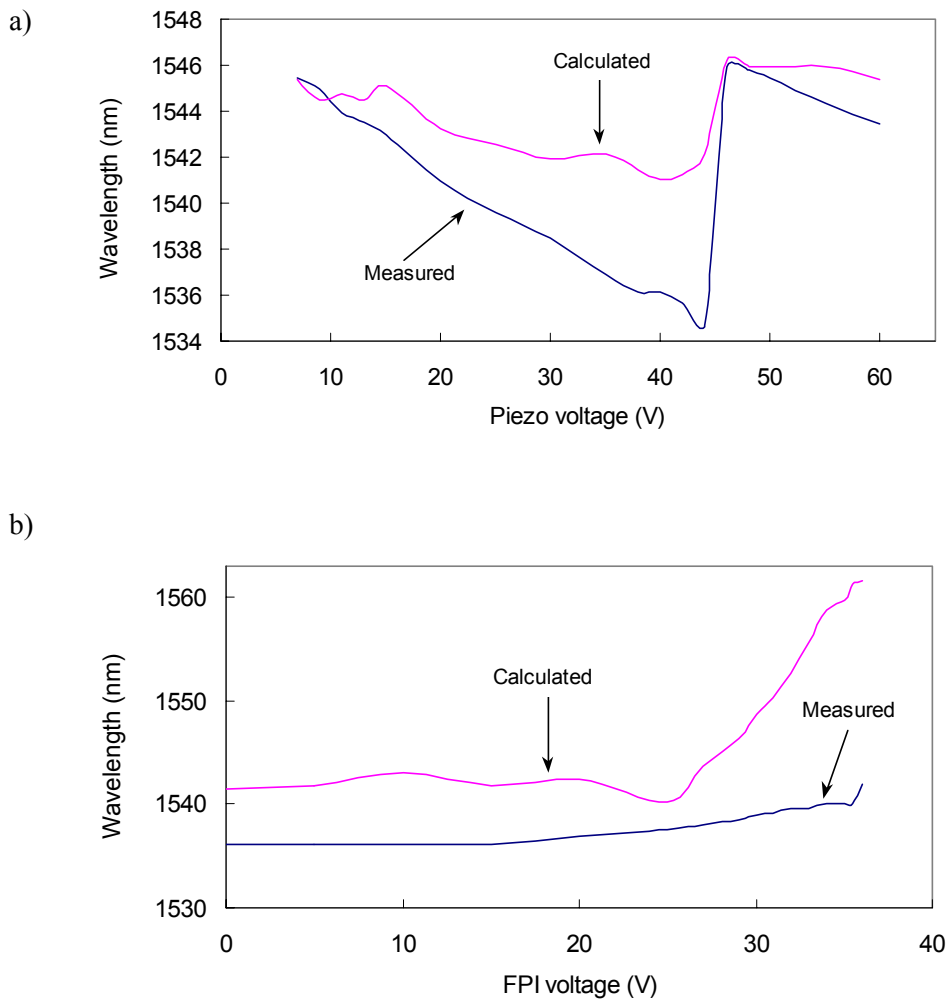 a)
1548
1546
1544
1542
1540
1538
1536
1534
Wavelength (nm)
Calculated
Measured
0
10
20
30
40
50
60
Piezo voltage (V)
b)
1560
1550
1540
1530
Wavelength (nm)
Calculated
Measured
0
10
20
30
40
FPI voltage (V)